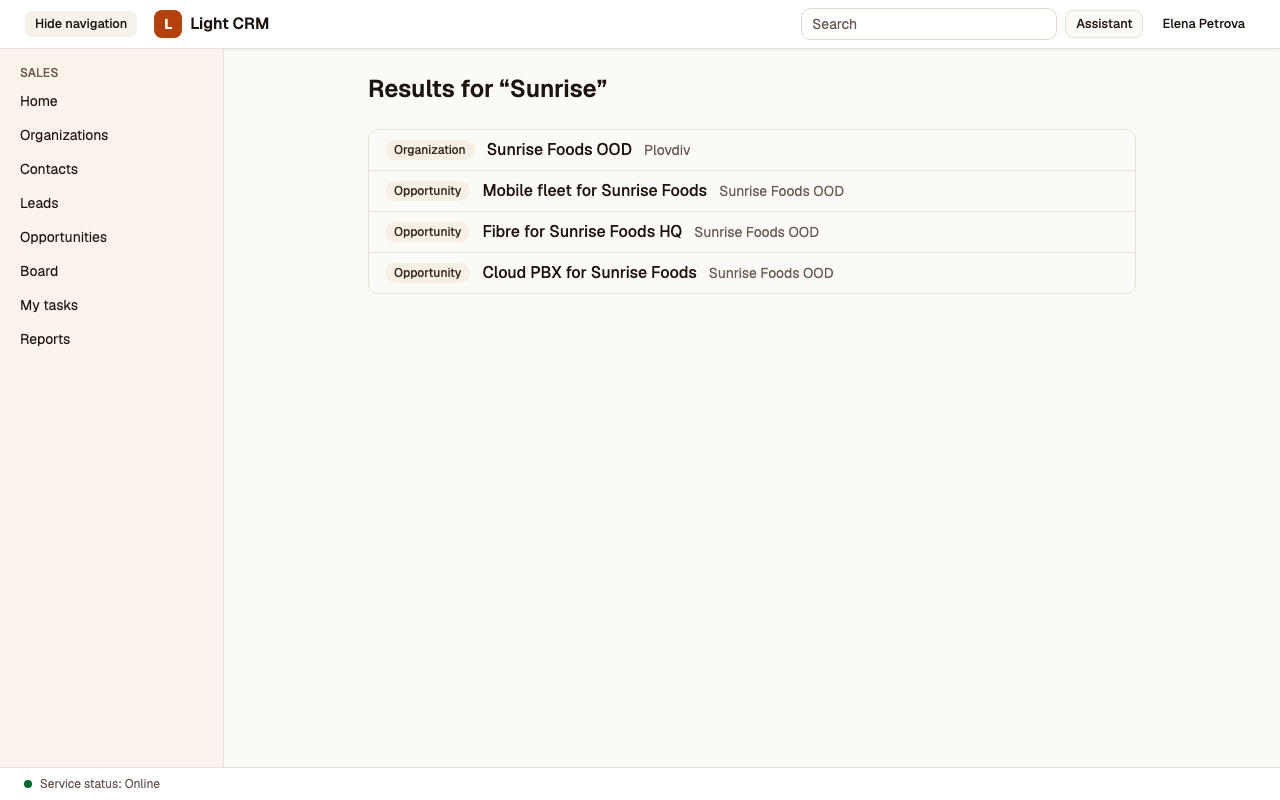 Hide navigation
L
Light CRM
Search
Assistant
Elena Petrova
SALES
Home
Organizations
Contacts
Leads
Opportunities
Board
My tasks
Reports
Results for “Sunrise”
Organization Sunrise Foods OOD Plovdiv
Opportunity Mobile fleet for Sunrise Foods Sunrise Foods OOD
Opportunity Fibre for Sunrise Foods HQ Sunrise Foods OOD
Opportunity Cloud PBX for Sunrise Foods Sunrise Foods OOD
Service status: Online